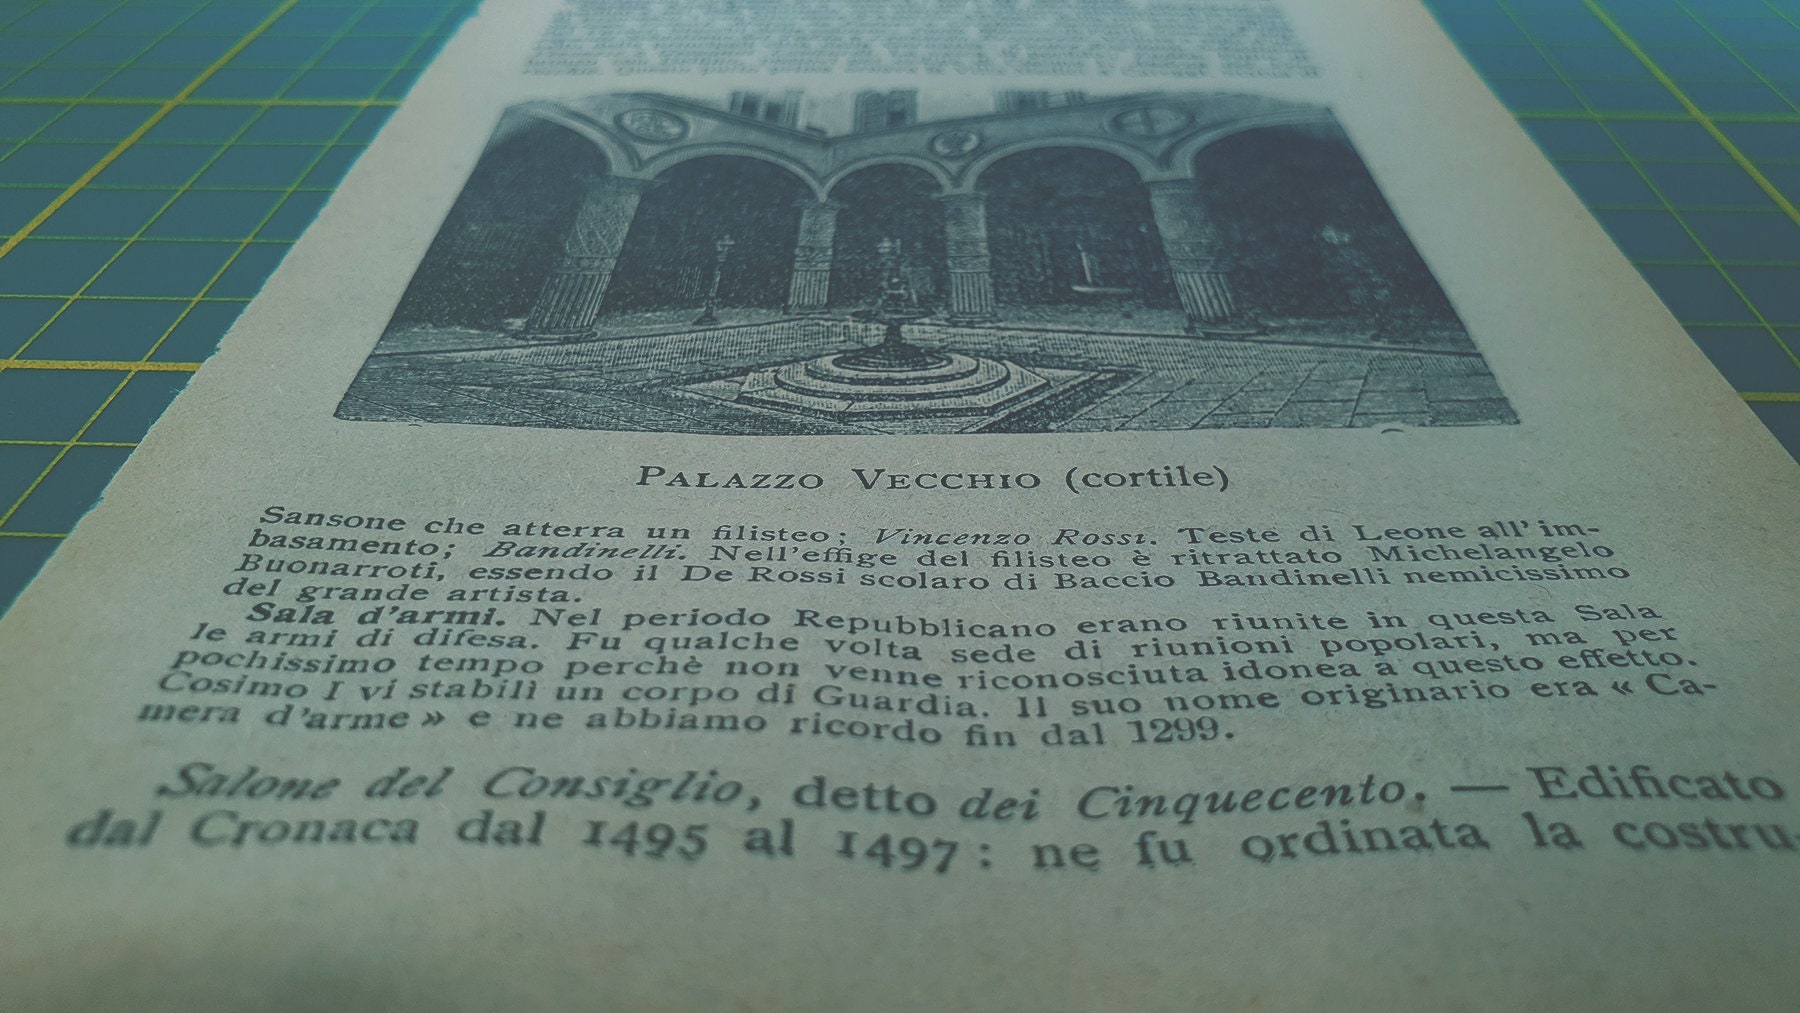 PALAZZO VECCHIO (cortile)
Sansone che atterra un filisteo; Vincenzo Rossi. Teste di Leone all'im-
basamento; Bandinelli. Nell'effige del filisteo è ritrattato Michelangelo
Buonarroti, essendo il De Rossi scolaro di Baccio Bandinelli nemicissimo
del grande artista.
Sala d'armi. Nel periodo Repubblicano erano riunite in questa Sala
le armi di difesa. Fu qualche volta sede di riunioni popolari, ma per
pochissimo tempo perchè non venne riconosciuta idonea a questo effetto.
Cosimo I vi stabilì un corpo di Guardia. Il suo nome originario era « Ca-
mera d'arme » e ne abbiamo ricordo fin dal 1299.
Salone del Consiglio, detto dei Cinquecento. — Edificato
dal Cronaca dal 1495 al 1497: ne fu ordinata la costru-